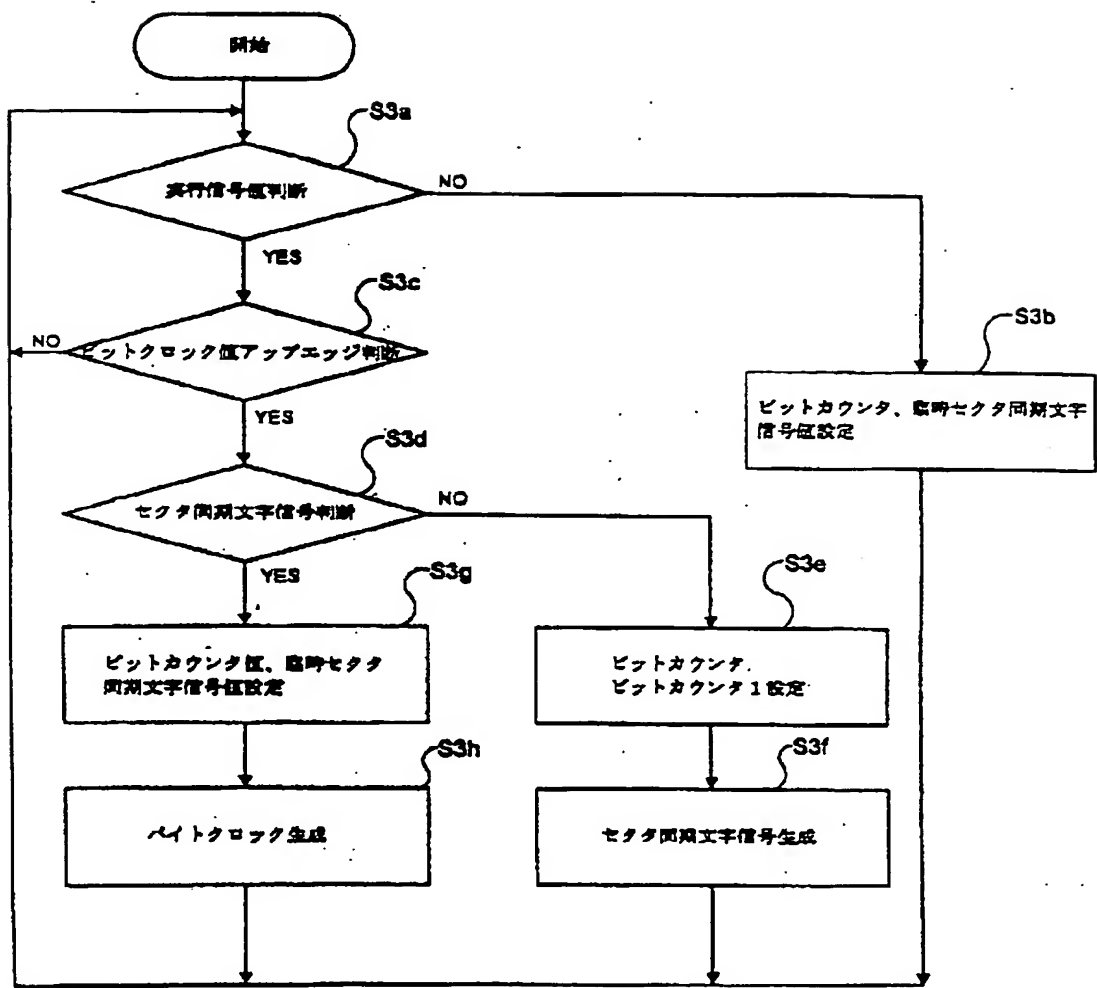 開始
S3a
実行信号値判断
NO
YES
S3c
NO
ビットクロック値アップエッジ判断
S3b
YES
ビットカウンタ、臨時セクタ同期文字
信号値設定
S3d
セクタ同期文字信号判断
NO
YES
S3g
S3e
ビットカウンタ値、臨時セクタ
同期文字信号値設定
ビットカウンタ、
ビットカウンタ1設定
S3h
S3f
バイトクロック生成
セクタ同期文字信号生成